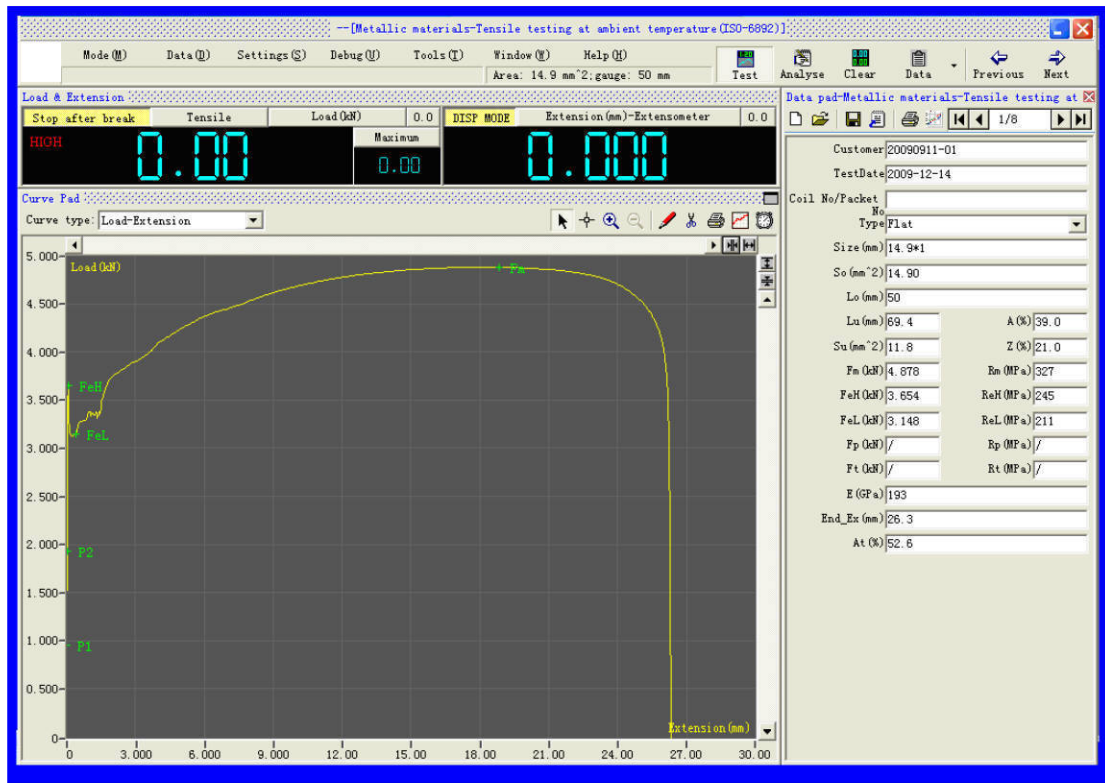 --[Metallic materials-Tensile testing at ambient temperature(ISO-6892)]
Mode(M) Data(D) Settings(S) Debug(U) Tools(T) Window(W) Help(H)
Area: 14.9 mm^2;gauge: 50 mm
Test Analyse Clear Data Previous Next
Load & Extension
Stop after break Tensile Load(kN) 0.0 DISP MODE Extension(mm)-Extensometer 0.0
HIGH 0.00 Maximum 0.00 0.000
Curve Pad
Curve type: Load-Extension
Load(kN)
5.000
4.500
4.000
3.500
3.000
2.500
2.000
1.500
1.000
0.500
0
Fm
FeH
FeL
P2
P1
Extension(mm)
0 3.000 6.000 9.000 12.00 15.00 18.00 21.00 24.00 27.00 30.00
Data pad-Metallic materials-Tensile testing at
1/8
Customer 20090911-01
TestDate 2009-12-14
Coil No/Packet No
Type Flat
Size(mm) 14.9*1
So(mm^2) 14.90
Lo(mm) 50
Lu(mm) 69.4 A(%) 39.0
Su(mm^2) 11.8 Z(%) 21.0
Fm(kN) 4.878 Rm(MPa) 327
FeH(kN) 3.654 ReH(MPa) 245
FeL(kN) 3.148 ReL(MPa) 211
Fp(kN) / Rp(MPa) /
Ft(kN) / Rt(MPa) /
E(GPa) 193
End_Ex(mm) 26.3
At(%) 52.6